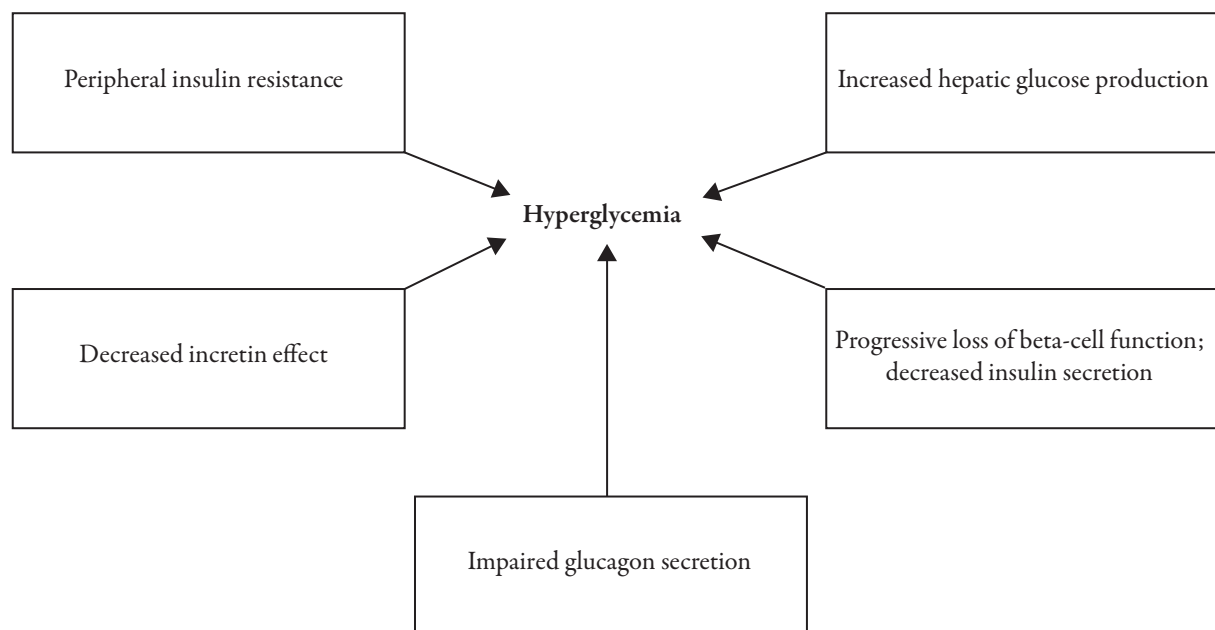 Peripheral insulin resistance
Increased hepatic glucose production
Hyperglycemia
Decreased incretin effect
Progressive loss of beta-cell function;
decreased insulin secretion
Impaired glucagon secretion